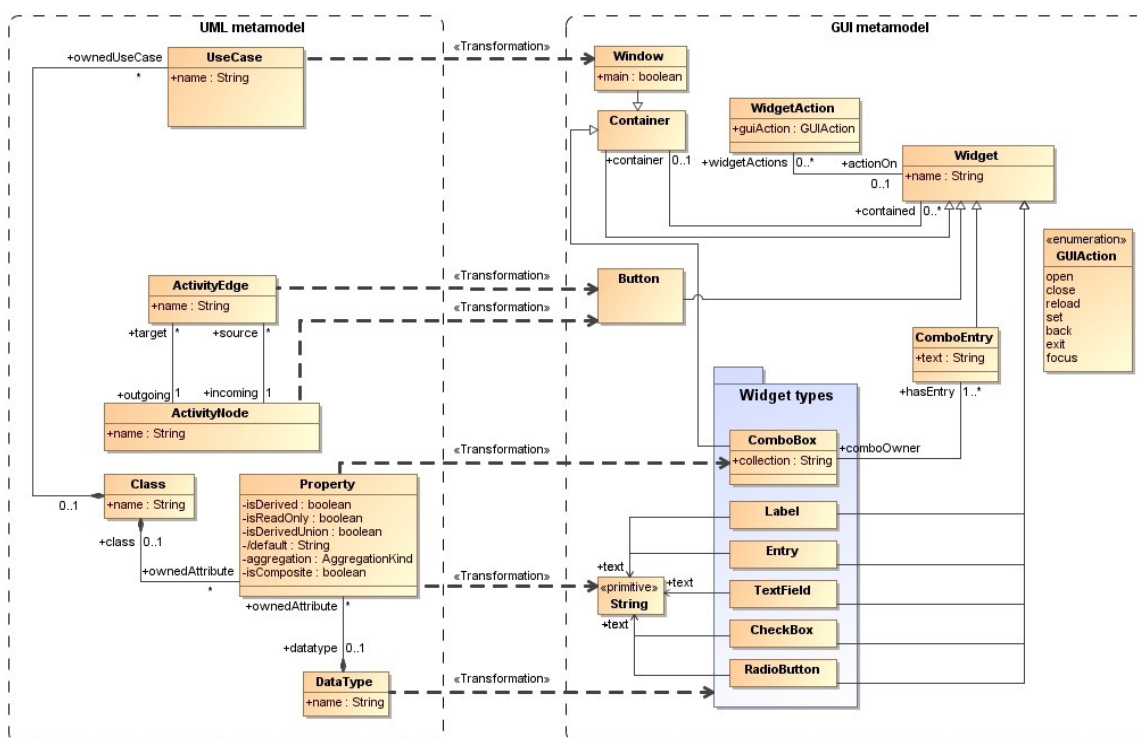 UML metamodel
GUI metamodel
+ownedUseCase
*
UseCase
+name : String
«Transformation»
Window
+main : boolean
Container
+container
0..1
WidgetAction
+guiAction : GUIAction
+widgetActions
0..*
+actionOn
0..1
Widget
+name : String
+contained
0..*
«enumeration»
GUIAction
open
close
reload
set
back
exit
focus
ActivityEdge
+name : String
«Transformation»
«Transformation»
Button
+target
*
+source
*
+outgoing
1
+incoming
1
ActivityNode
+name : String
ComboEntry
+text : String
+hasEntry
1..*
Widget types
ComboBox
+collection : String
+comboOwner
«Transformation»
Class
+name : String
0..1
+class
0..1
+ownedAttribute
*
Property
-isDerived : boolean
-isReadOnly : boolean
-isDerivedUnion : boolean
-/default : String
-aggregation : AggregationKind
-isComposite : boolean
+ownedAttribute
*
«Transformation»
Label
Entry
TextField
CheckBox
RadioButton
+text
«primitive»
String
+text
+text
+datatype
0..1
DataType
+name : String
«Transformation»